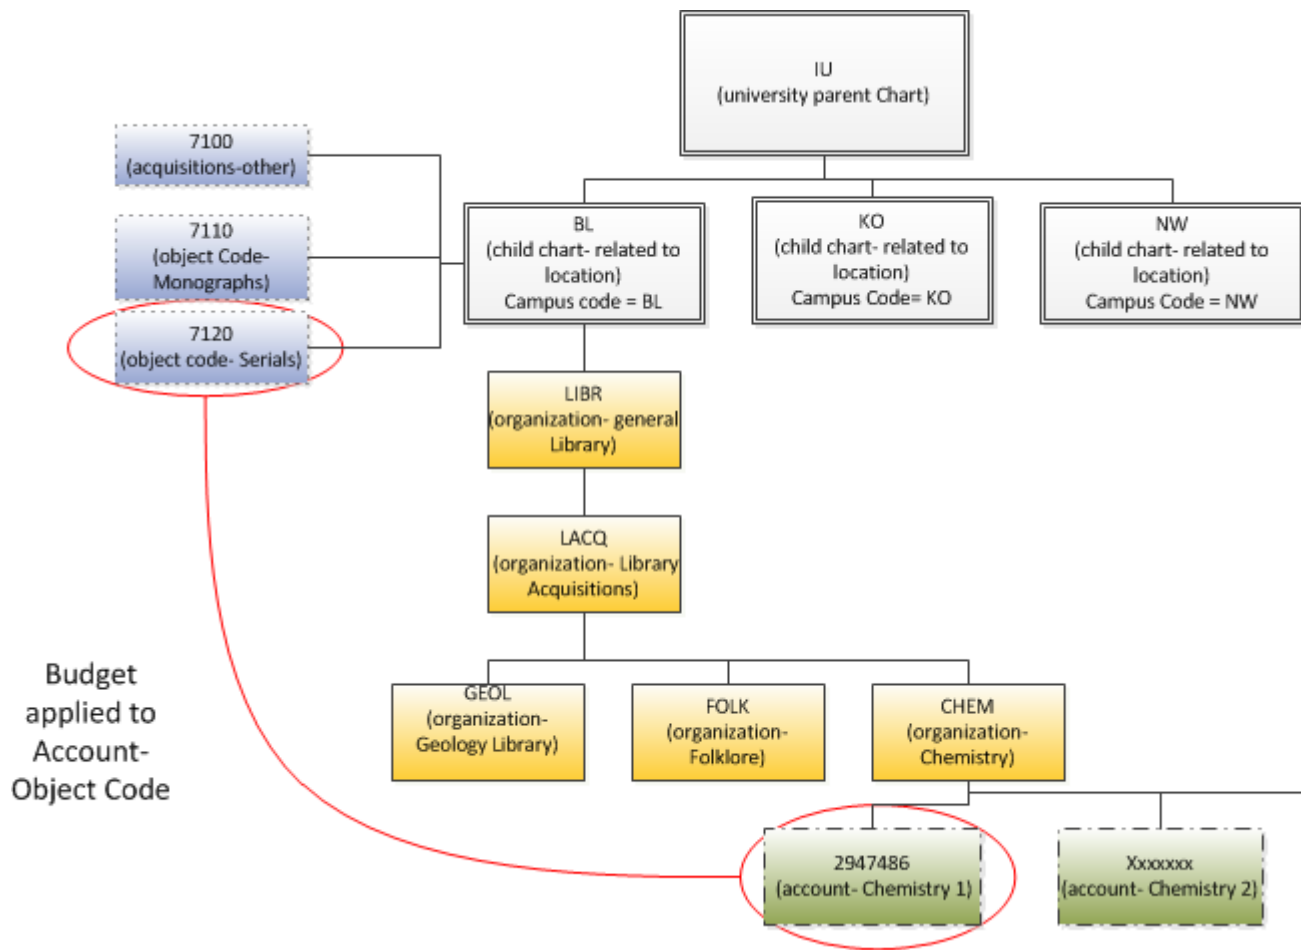 IU
(university parent Chart)
7100
(acquisitions-other)
7110
(object Code-
Monographs)
7120
(object code- Serials)
BL
(child chart- related to
location)
Campus code = BL
KO
(child chart- related to
location)
Campus Code= KO
NW
(child chart- related to
location)
Campus Code = NW
LIBR
(organization- general
Library)
LACQ
(organization- Library
Acquisitions)
Budget
applied to
Account-
Object Code
GEOL
(organization-
Geology Library)
FOLK
(organization-
Folklore)
CHEM
(organization-
Chemistry)
2947486
(account- Chemistry 1)
Xxxxxxx
(account- Chemistry 2)